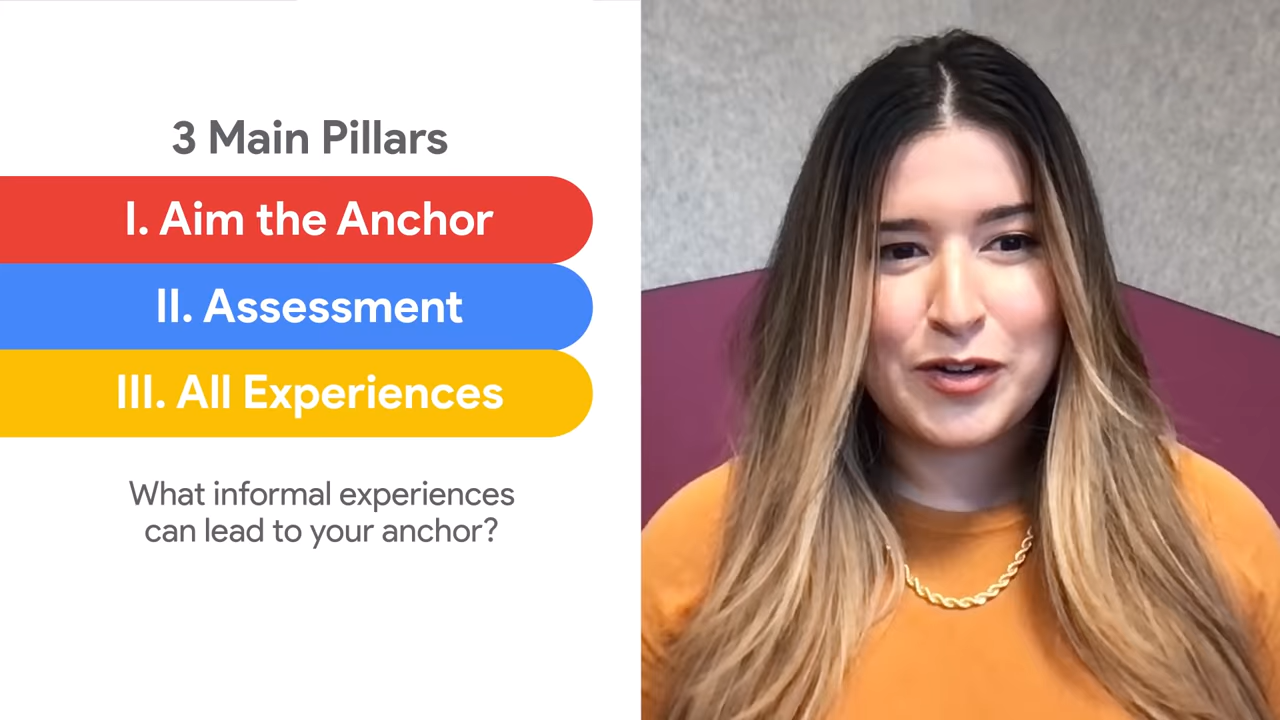 3 Main Pillars
I. Aim the Anchor
II. Assessment
III. All Experiences
What informal experiences
can lead to your anchor?